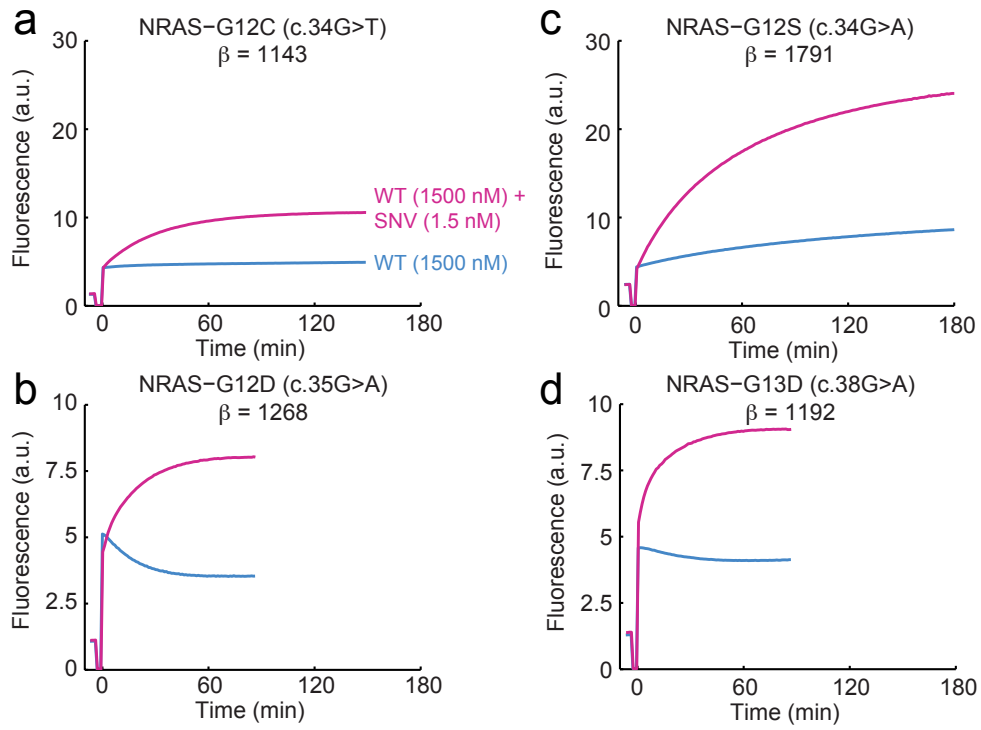 a
NRAS−G12C (c.34G>T)
β = 1143
Fluorescence (a.u.)
30
20
10
0
WT (1500 nM) +
SNV (1.5 nM)
WT (1500 nM)
0 60 120 180
Time (min)
c
NRAS−G12S (c.34G>A)
β = 1791
Fluorescence (a.u.)
30
20
10
0
0 60 120 180
Time (min)
b
NRAS−G12D (c.35G>A)
β = 1268
Fluorescence (a.u.)
10
7.5
5
2.5
0
0 60 120 180
Time (min)
d
NRAS−G13D (c.38G>A)
β = 1192
Fluorescence (a.u.)
10
7.5
5
2.5
0
0 60 120 180
Time (min)